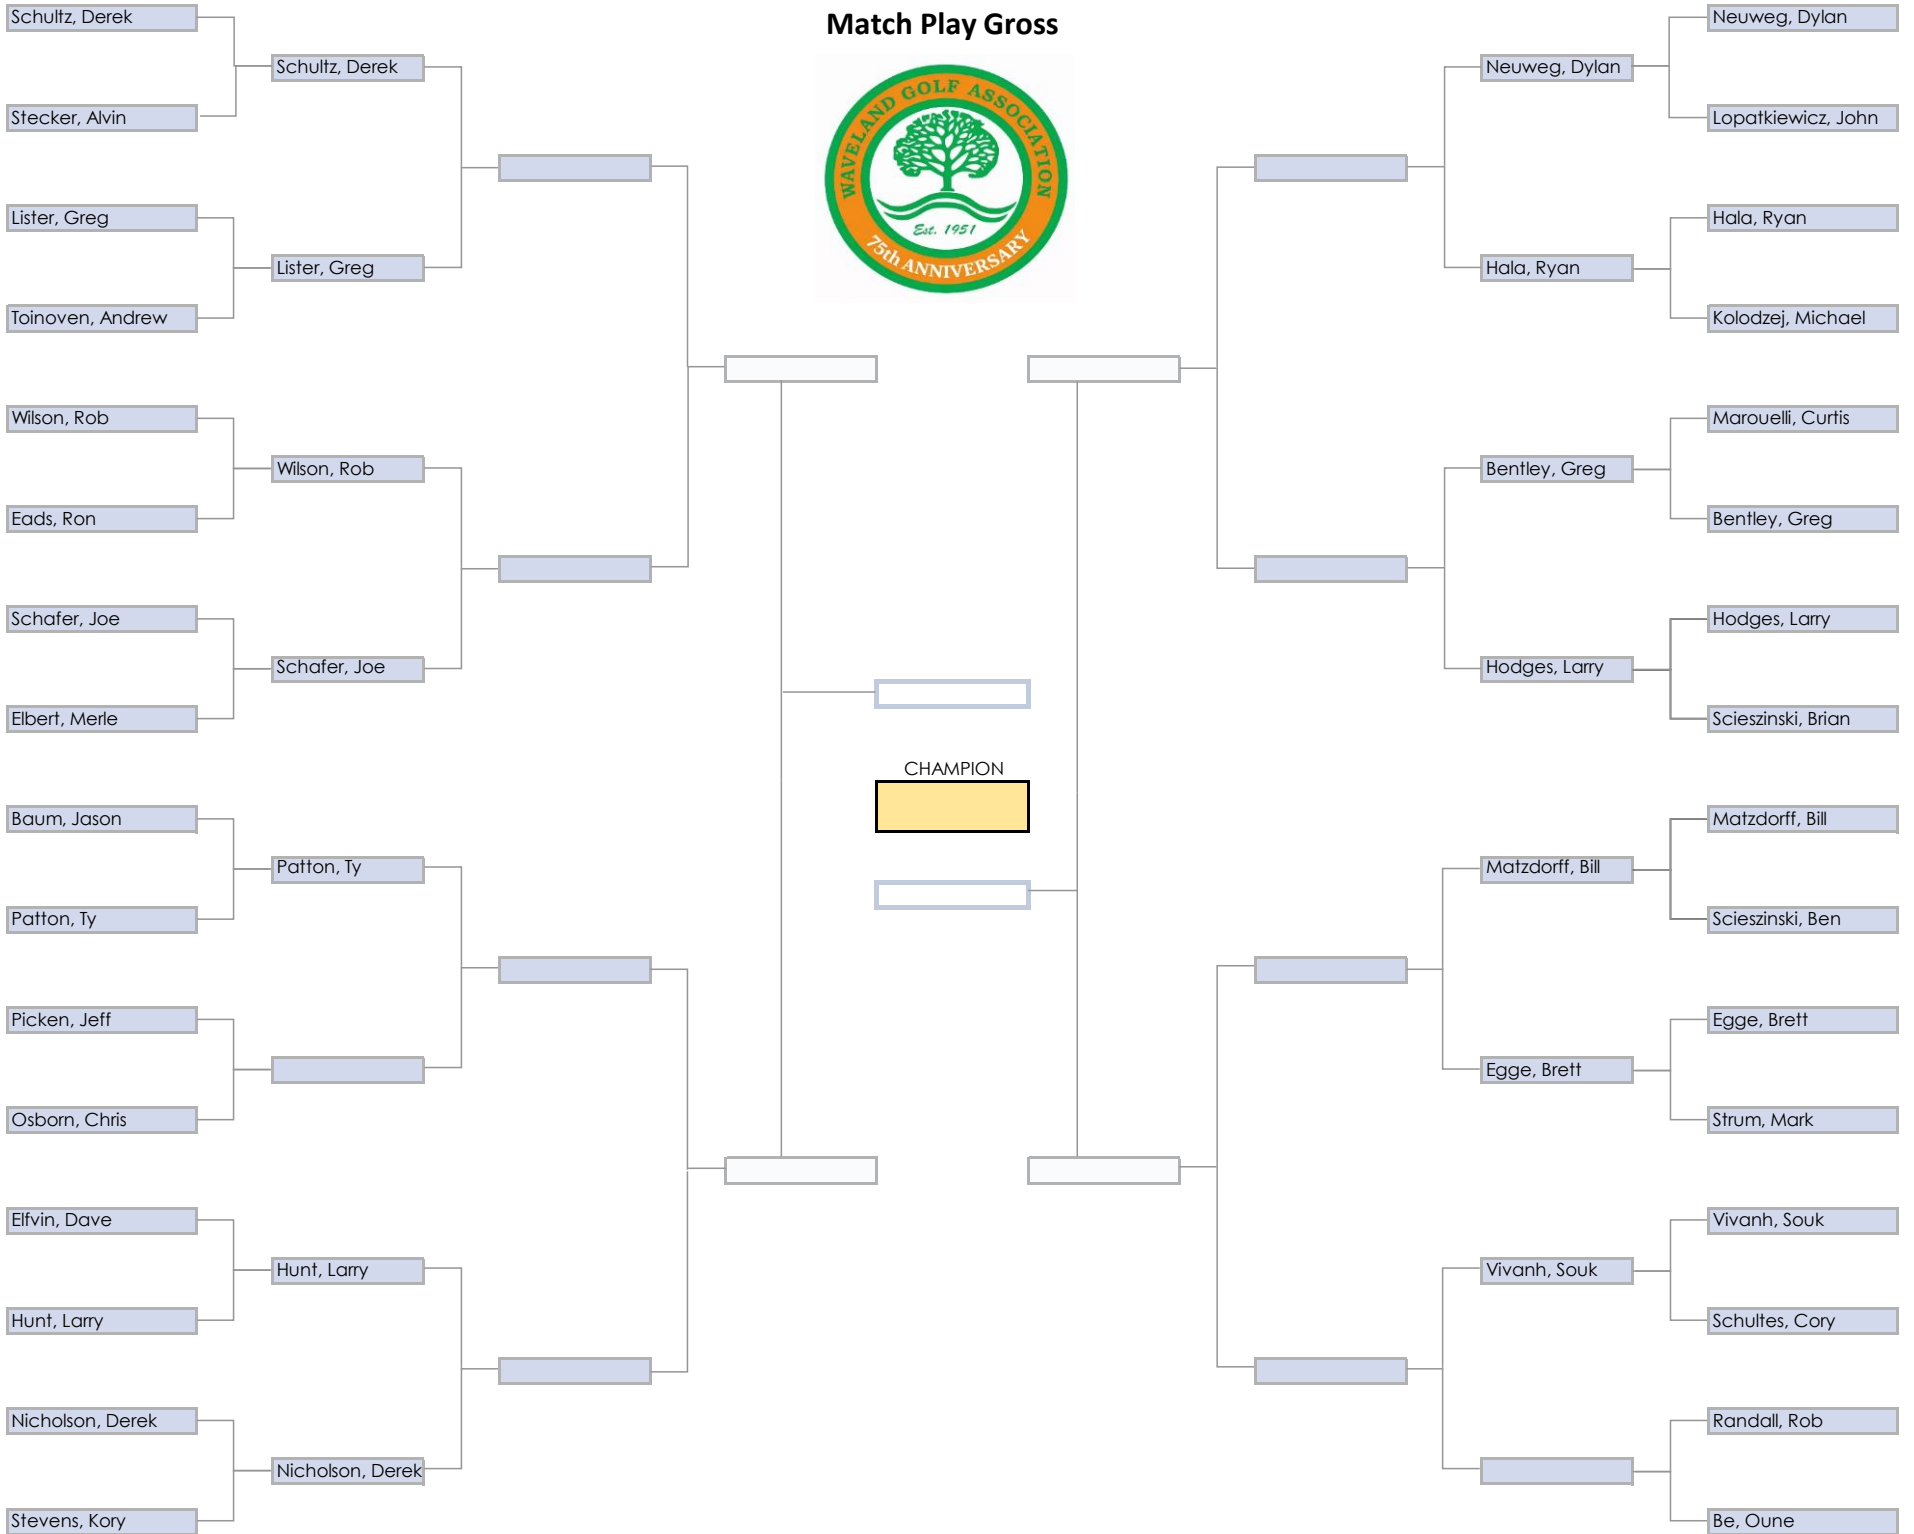 Match Play Gross
WAVELAND GOLF ASSOCIATION
Est. 1951
75th ANNIVERSARY
Schultz, Derek
Stecker, Alvin
Lister, Greg
Toinoven, Andrew
Wilson, Rob
Eads, Ron
Schafer, Joe
Elbert, Merle
Baum, Jason
Patton, Ty
Picken, Jeff
Osborn, Chris
Elfvin, Dave
Hunt, Larry
Nicholson, Derek
Stevens, Kory
Schultz, Derek
Lister, Greg
Wilson, Rob
Schafer, Joe
Patton, Ty
Hunt, Larry
Nicholson, Derek
CHAMPION
Neuweg, Dylan
Hala, Ryan
Bentley, Greg
Hodges, Larry
Matzdorff, Bill
Egge, Brett
Vivanh, Souk
Neuweg, Dylan
Lopatkiewicz, John
Hala, Ryan
Kolodzej, Michael
Marouelli, Curtis
Bentley, Greg
Hodges, Larry
Scieszinski, Brian
Matzdorff, Bill
Scieszinski, Ben
Egge, Brett
Strum, Mark
Vivanh, Souk
Schultes, Cory
Randall, Rob
Be, Oune